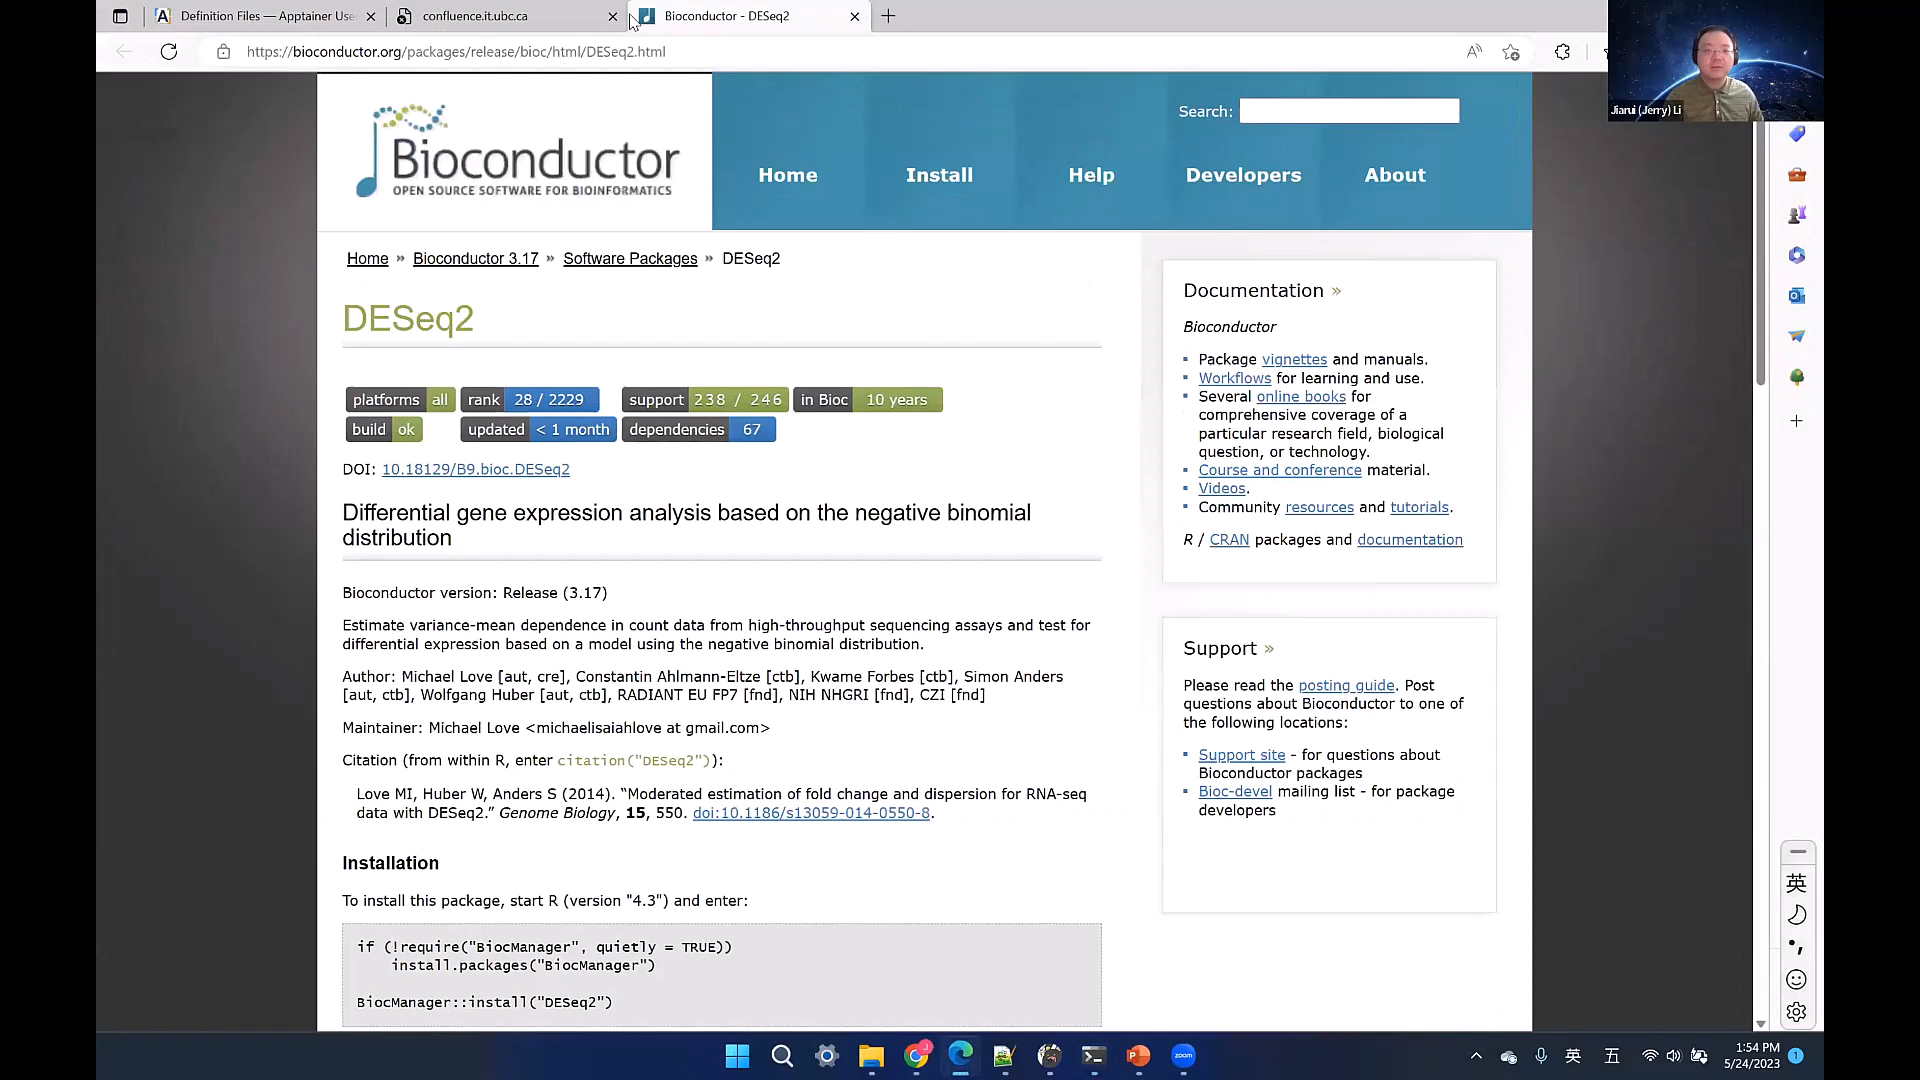 Definition Files — Apptainer Use
confluence.it.ubc.ca
Bioconductor - DESeq2
https://bioconductor.org/packages/release/bioc/html/DESeq2.html
Jiarui (Jerry) Li
Bioconductor
OPEN SOURCE SOFTWARE FOR BIOINFORMATICS
Search:
Home Install Help Developers About
Home » Bioconductor 3.17 » Software Packages » DESeq2
DESeq2
platforms all rank 28 / 2229 support 238 / 246 in Bioc 10 years
build ok updated < 1 month dependencies 67
DOI: 10.18129/B9.bioc.DESeq2
Differential gene expression analysis based on the negative binomial
distribution
Bioconductor version: Release (3.17)
Estimate variance-mean dependence in count data from high-throughput sequencing assays and test for
differential expression based on a model using the negative binomial distribution.
Author: Michael Love [aut, cre], Constantin Ahlmann-Eltze [ctb], Kwame Forbes [ctb], Simon Anders
[aut, ctb], Wolfgang Huber [aut, ctb], RADIANT EU FP7 [fnd], NIH NHGRI [fnd], CZI [fnd]
Maintainer: Michael Love <michaelisaiahlove at gmail.com>
Citation (from within R, enter citation("DESeq2")):
Love MI, Huber W, Anders S (2014). “Moderated estimation of fold change and dispersion for RNA-seq
data with DESeq2.” Genome Biology, 15, 550. doi:10.1186/s13059-014-0550-8.
Installation
To install this package, start R (version "4.3") and enter:
if (!require("BiocManager", quietly = TRUE))
install.packages("BiocManager")
BiocManager::install("DESeq2")
Documentation »
Bioconductor
Package vignettes and manuals.
Workflows for learning and use.
Several online books for
comprehensive coverage of a
particular research field, biological
question, or technology.
Course and conference material.
Videos.
Community resources and tutorials.
R / CRAN packages and documentation
Support »
Please read the posting guide. Post
questions about Bioconductor to one of
the following locations:
Support site - for questions about
Bioconductor packages
Bioc-devel mailing list - for package
developers
英
zoom
英
五
1:54 PM
5/24/2023
1